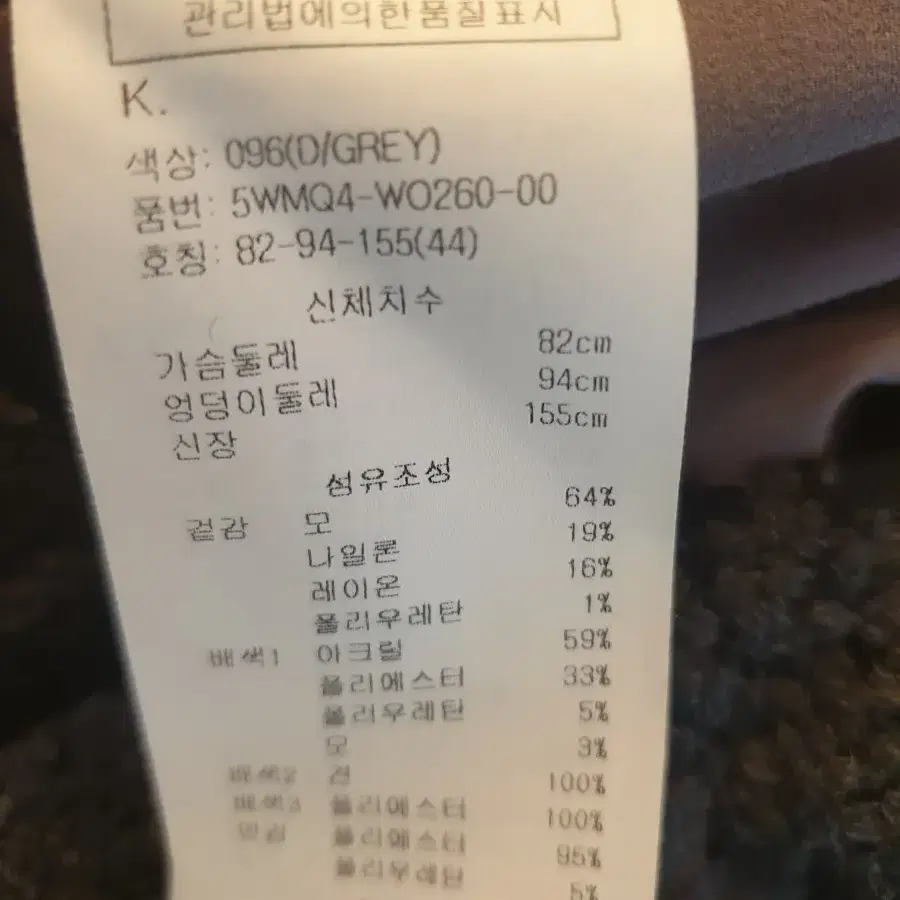 관리법에의한품질표시
K.
색상: 096(D/GREY)
품번: 5WMQ4-WO260-00
호칭: 82-94-155(44)
신체치수
가슴둘레 82cm
엉덩이둘레 94cm
신장 155cm
섬유조성
겉감 모 64%
나일론 19%
레이온 16%
폴리우레탄 1%
배색1 아크릴 59%
폴리에스터 33%
폴리우레탄 5%
모 3%
배색2 견 100%
배색3 폴리에스터 100%
안감 폴리에스터 95%
폴리우레탄 5%